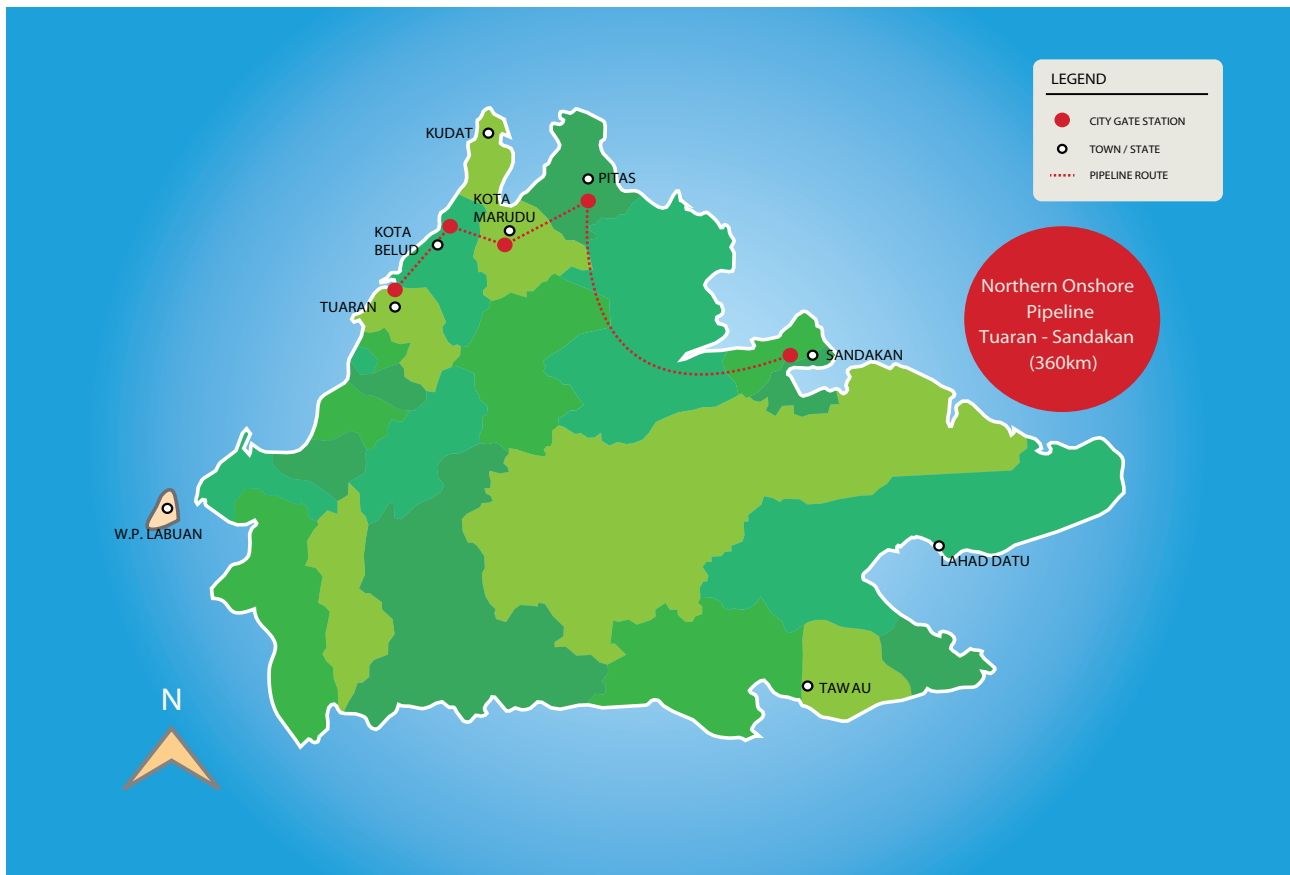 LEGEND
CITY GATE STATION
TOWN / STATE
PIPELINE ROUTE
KUDAT
PITAS
KOTA
MARUDU
KOTA
BELUD
TUARAN
Northern Onshore
Pipeline
Tuaran - Sandakan
(360km)
SANDAKAN
W.P. LABUAN
LAHAD DATU
TAWAU
N